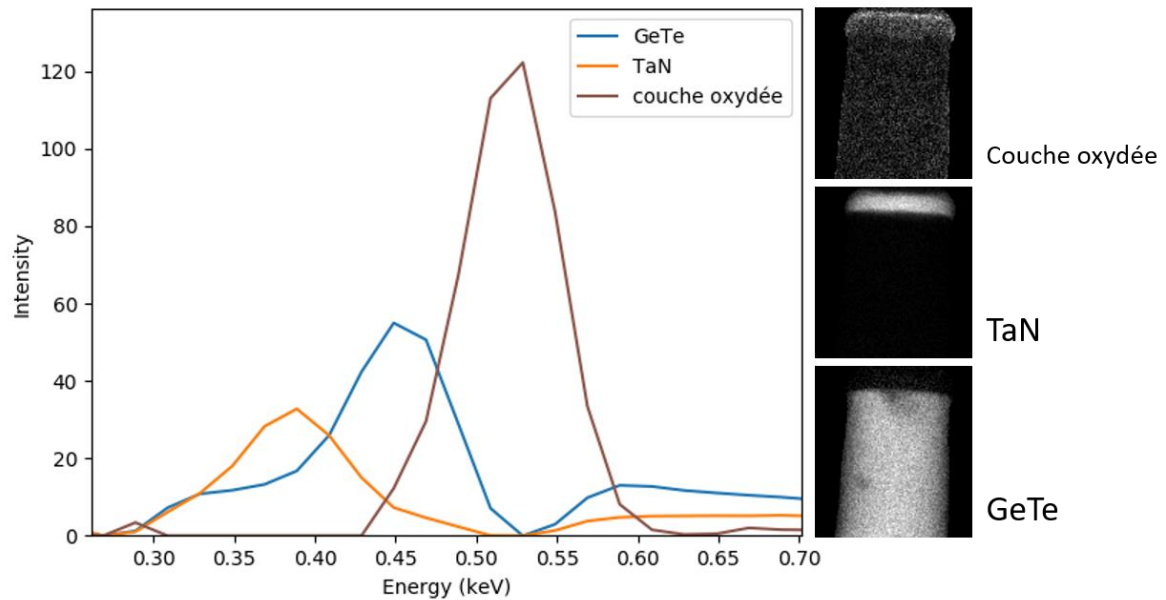 GeTe
TaN
couche oxydée
120
100
80
60
40
20
0
Intensity
0.30 0.35 0.40 0.45 0.50 0.55 0.60 0.65 0.70
Energy (keV)
Couche oxydée
TaN
GeTe